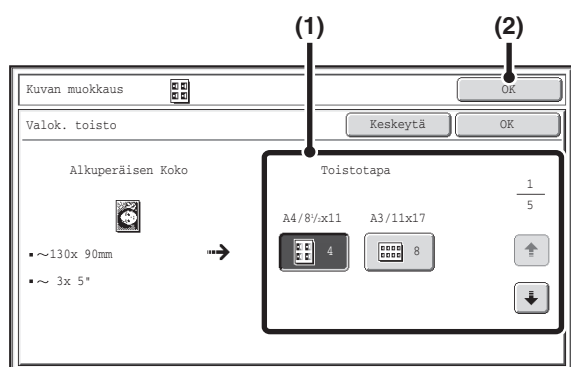 (1) (2)
Kuvan muokkaus OK
Valok. toisto Keskeytä OK
Alkuperäisen Koko Toistotapa
1
5
A4/8½x11 A3/11x17
4 8
▪~130x 90mm
▪~ 3x 5"